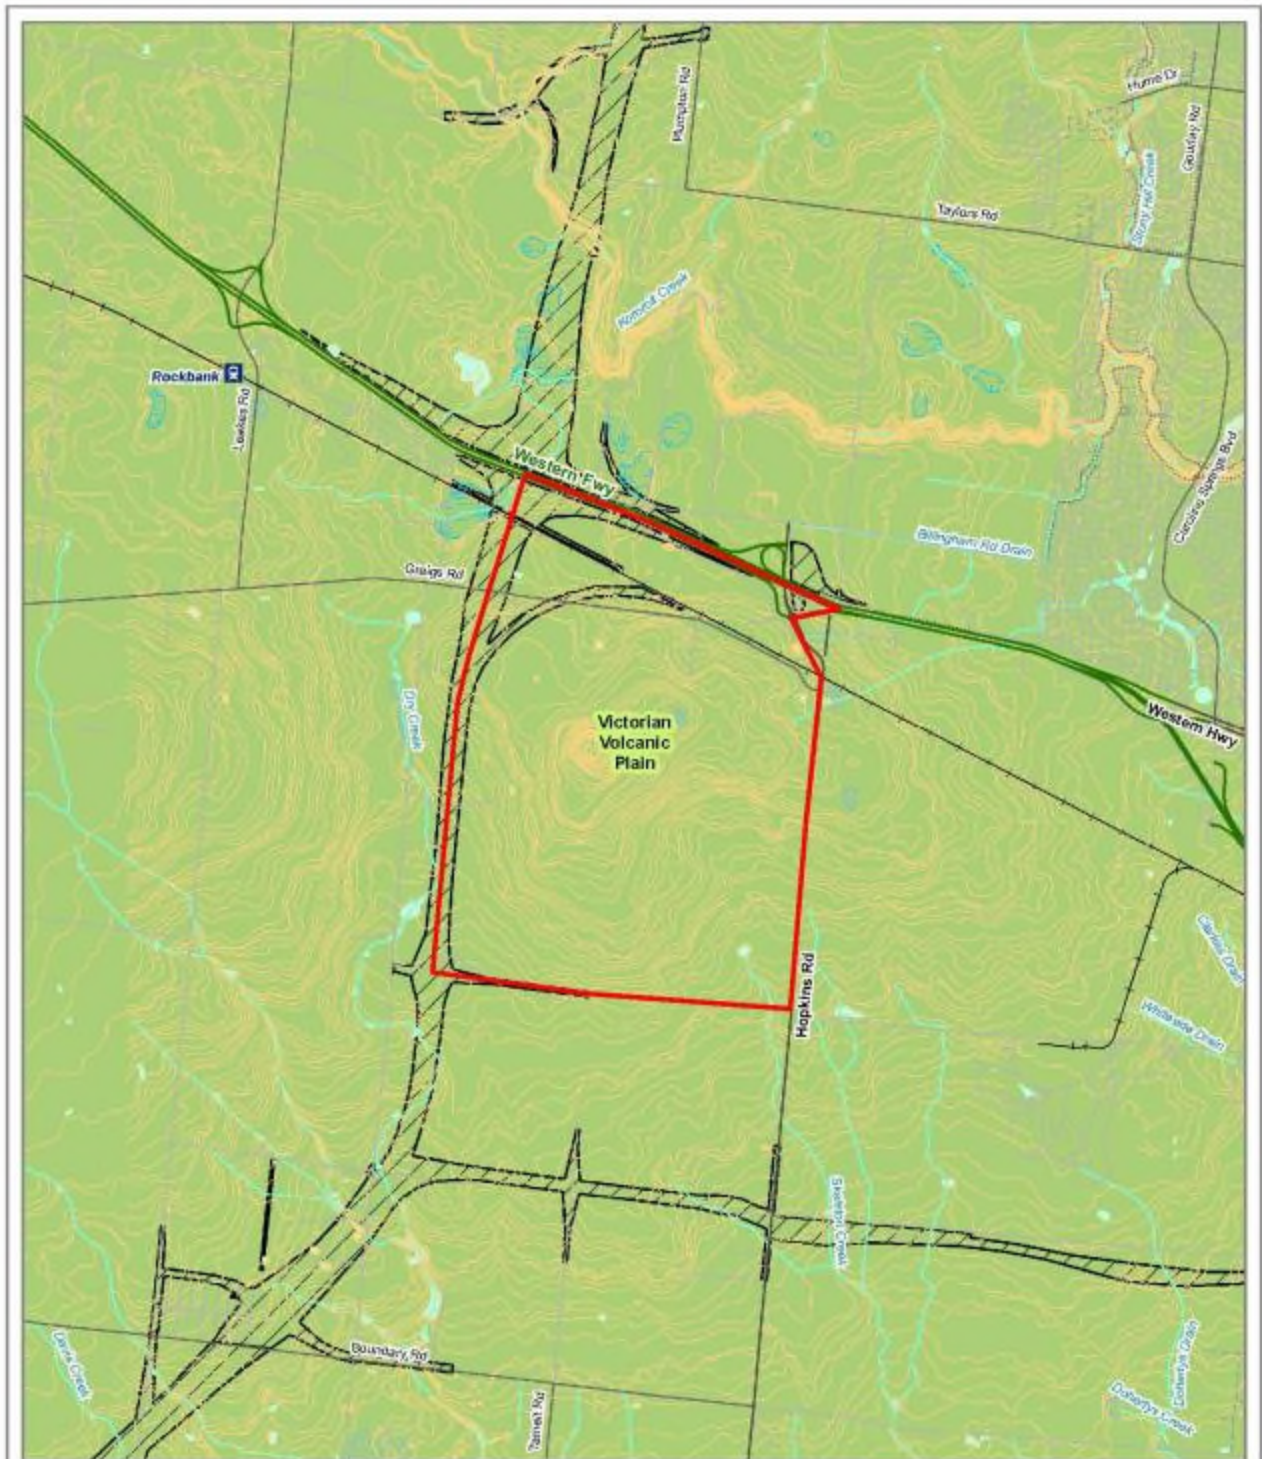 Hume Dr
Plumpton Rd
Gourlay Rd
Stony Hill Creek
Taylors Rd
Kororoit Creek
Rockbank
Leakes Rd
Western Fwy
Caroline Springs Blvd
Billingham Rd Drain
Greigs Rd
Dry Creek
Victorian
Volcanic
Plain
Western Hwy
Hopkins Rd
Whiteside Drain
Skeleton Creek
Boundary Rd
Davis Creek
Tarneit Rd
Dohertys Drain
Dohertys Creek